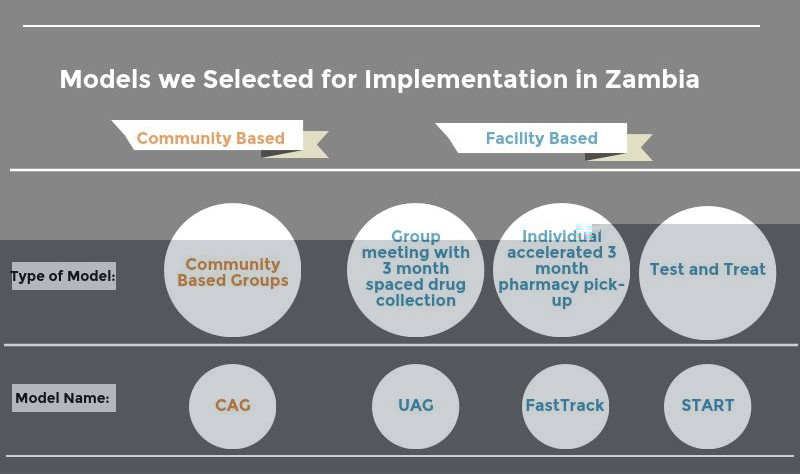 Models we Selected for Implementation in Zambia
Community Based
Facility Based
Type of Model:
Community
Based Groups
Group
meeting with
3 month
spaced drug
collection
Individual
accelerated 3
month
pharmacy pick-
up
Test and Treat
Model Name:
CAG
UAG
FastTrack
START